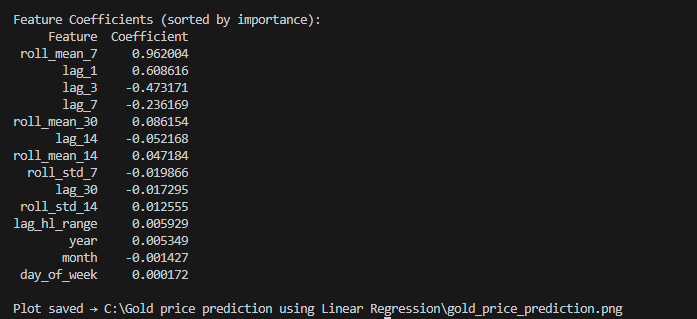 Feature Coefficients (sorted by importance):
Feature Coefficient
roll_mean_7 0.962004
lag_1 0.608616
lag_3 -0.473171
lag_7 -0.236169
roll_mean_30 0.086154
lag_14 -0.052168
roll_mean_14 0.047184
roll_std_7 -0.019866
lag_30 -0.017295
roll_std_14 0.012555
lag_hl_range 0.005929
year 0.005349
month -0.001427
day_of_week 0.000172
Plot saved → C:\Gold price prediction using Linear Regression\gold_price_prediction.png